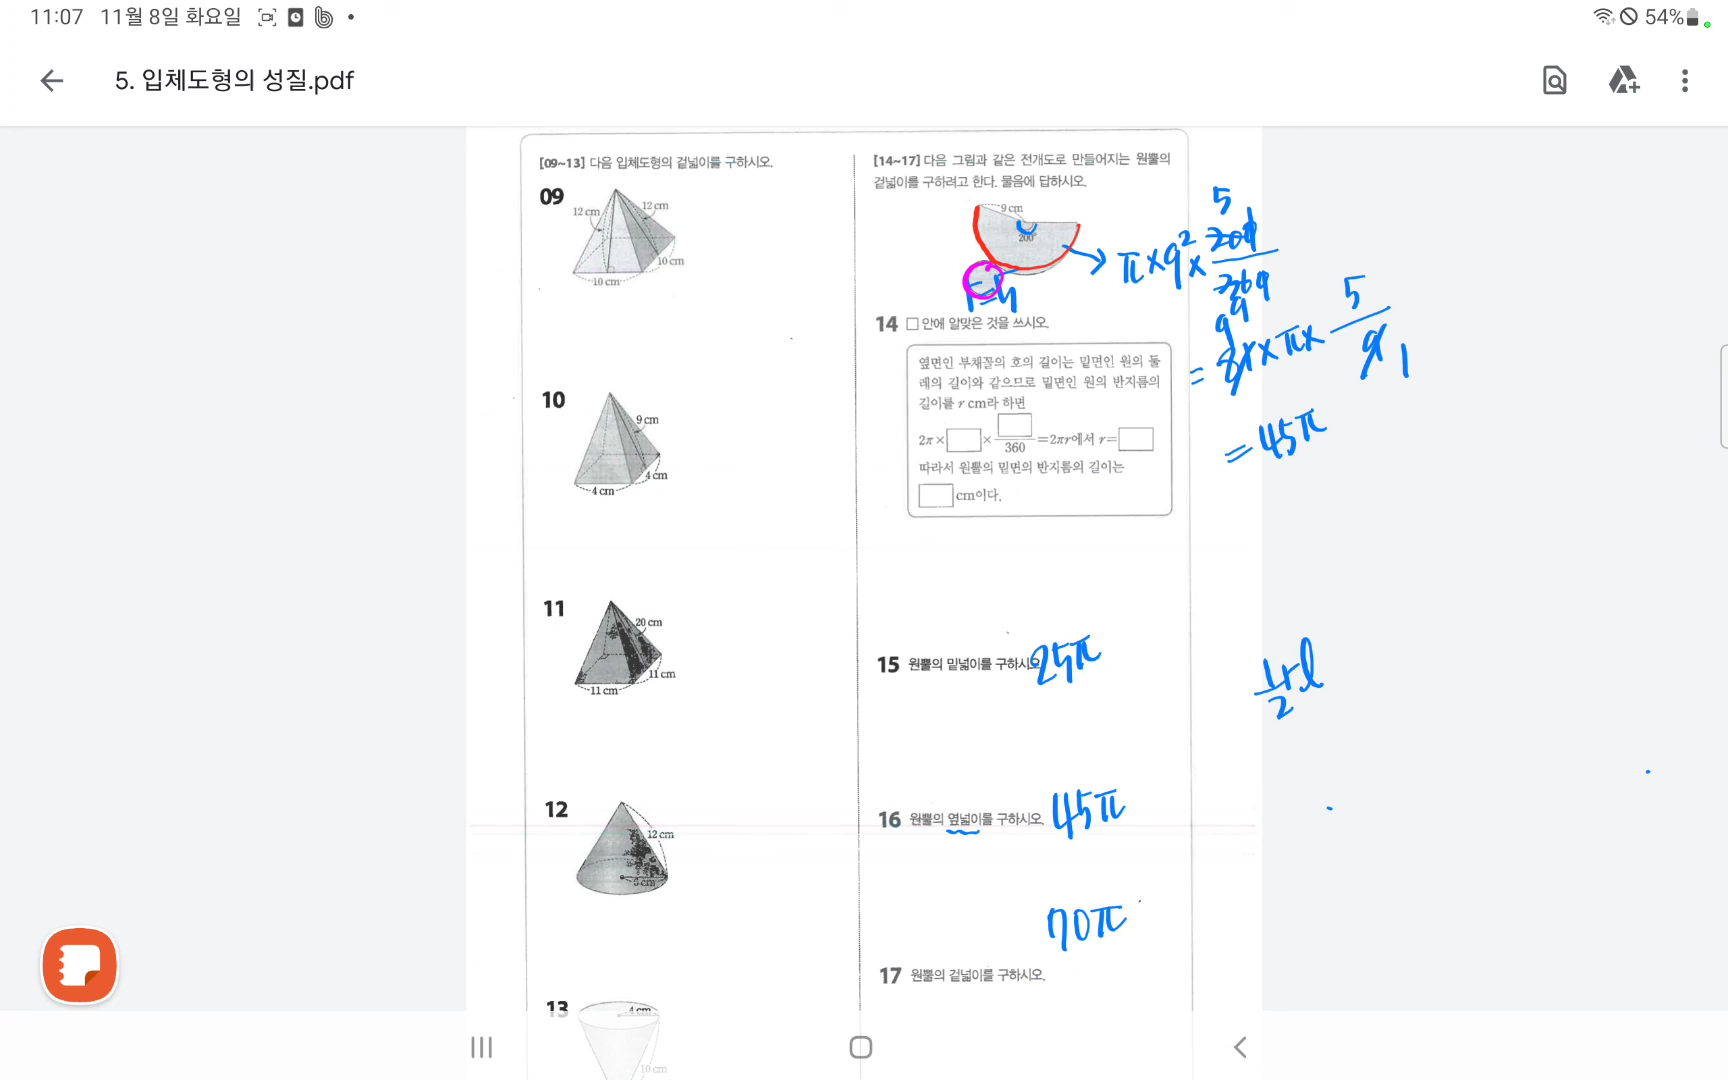 11:07 11월 8일 화요일
54%
5. 입체도형의 성질.pdf
[09~13] 다음 입체도형의 겉넓이를 구하시오.
09
12 cm
12 cm
10 cm
10 cm
10
9 cm
4 cm
4 cm
11
20 cm
11 cm
11 cm
12
12 cm
6 cm
13
4 cm
10 cm
[14~17] 다음 그림과 같은 전개도로 만들어지는 원뿔의
겉넓이를 구하려고 한다. 물음에 답하시오.
9 cm
200°
14 □ 안에 알맞은 것을 쓰시오.
옆면인 부채꼴의 호의 길이는 밑면인 원의 둘
레의 길이와 같으므로 밑면인 원의 반지름의
길이를 r cm라 하면
2π × □ × □/360 = 2πr에서 r = □
따라서 원뿔의 밑면의 반지름의 길이는
□ cm이다.
15 원뿔의 밑넓이를 구하시오.
25π
16 원뿔의 옆넓이를 구하시오.
45π
70π
17 원뿔의 겉넓이를 구하시오.
π×9²×
5
9
9
×π×
5
9
1
= 45π
1/2 rl